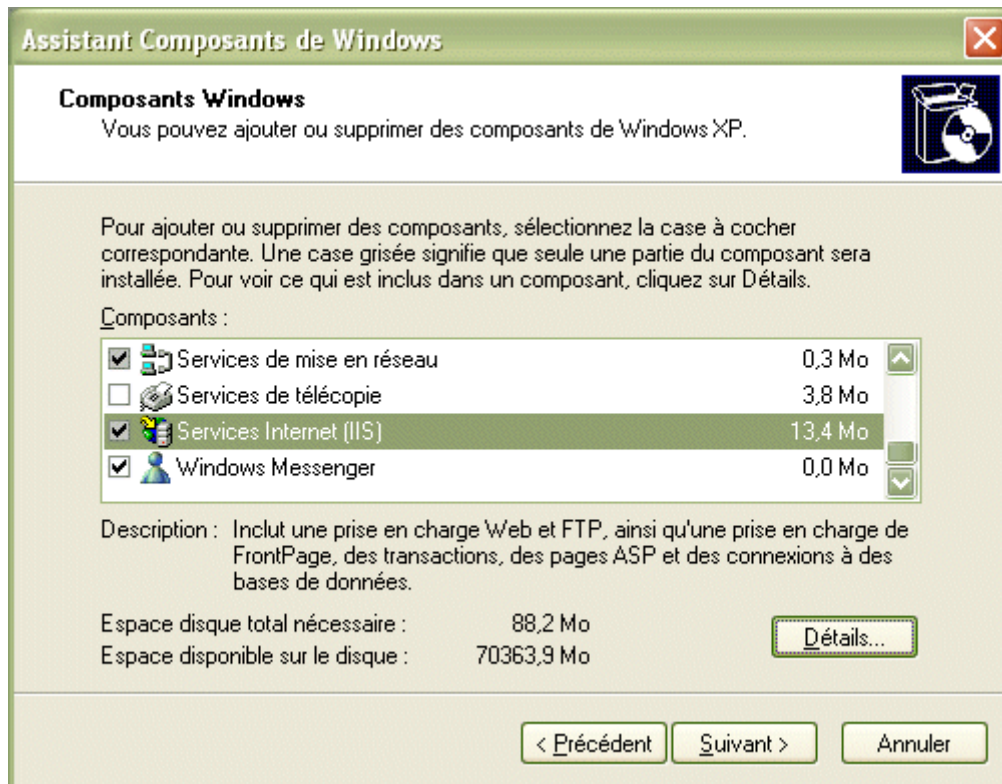 Assistant Composants de Windows
Composants Windows
Vous pouvez ajouter ou supprimer des composants de Windows XP.
Pour ajouter ou supprimer des composants, sélectionnez la case à cocher
correspondante. Une case grisée signifie que seule une partie du composant sera
installée. Pour voir ce qui est inclus dans un composant, cliquez sur Détails.
Composants :
Services de mise en réseau 0,3 Mo
Services de télécopie 3,8 Mo
Services Internet (IIS) 13,4 Mo
Windows Messenger 0,0 Mo
Description : Inclut une prise en charge Web et FTP, ainsi qu'une prise en charge de
FrontPage, des transactions, des pages ASP et des connexions à des
bases de données.
Espace disque total nécessaire : 88,2 Mo
Espace disponible sur le disque : 70363,9 Mo
Détails...
< Précédent Suivant > Annuler